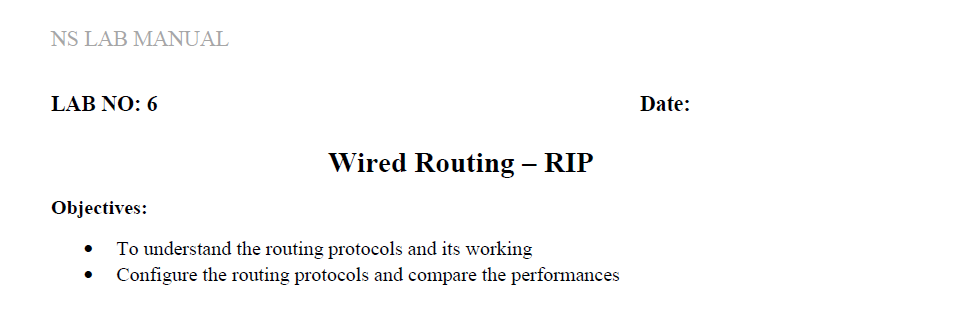 NS LAB MANUAL
LAB NO: 6 Date:
Wired Routing – RIP
Objectives:
• To understand the routing protocols and its working
• Configure the routing protocols and compare the performances